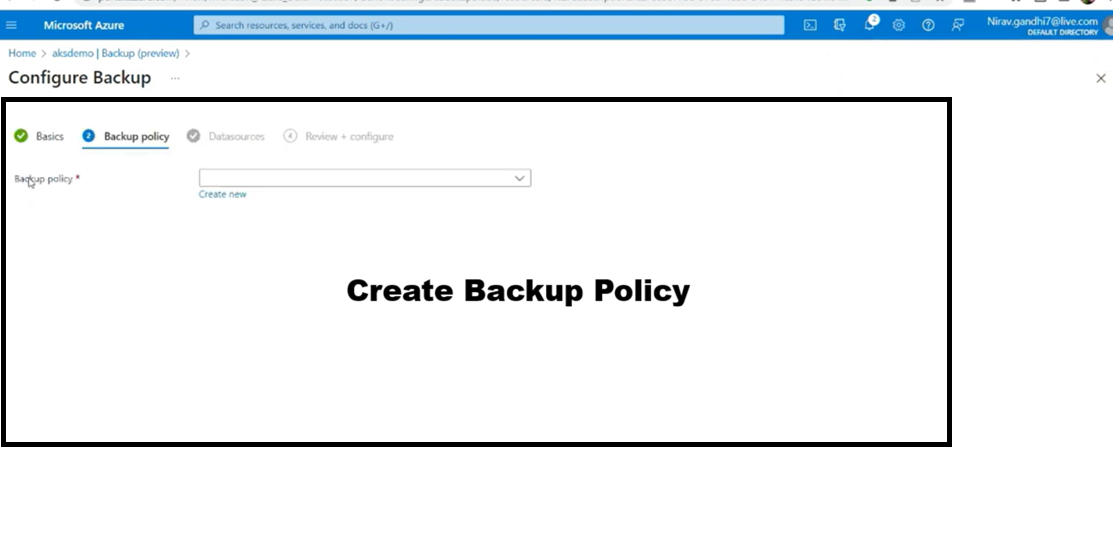 Microsoft Azure
Search resources, services, and docs (G+/)
2
Nirav.gandhi7@live.com
DEFAULT DIRECTORY
Home > aksdemo | Backup (preview) >
Configure Backup ...
Basics 2 Backup policy Datasources 4 Review + configure
Backup policy *
Create new
Create Backup Policy